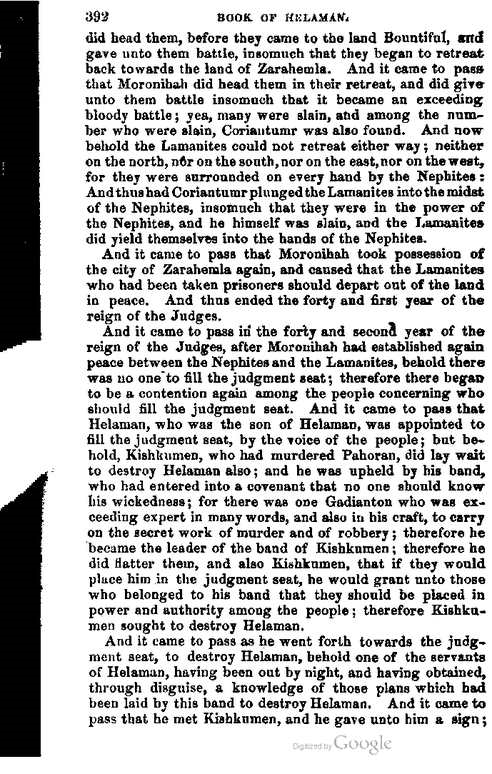 392 BOOK OF HELAMAN.
did head them, before they came to the land Bountiful, and
gave unto them battle, insomuch that they began to retreat
back towards the land of Zarahemla. And it came to pass
that Moronihah did head them in their retreat, and did give
unto them battle insomuch that it became an exceeding
bloody battle; yea, many were slain, and among the num-
ber who were slain, Coriantumr was also found. And now
behold the Lamanites could not retreat either way; neither
on the north, nor on the south, nor on the east, nor on the west,
for they were surrounded on every hand by the Nephites:
And thus had Coriantumr plunged the Lamanites into the midst
of the Nephites, insomuch that they were in the power of
the Nephites, and he himself was slain, and the Lamanites
did yield themselves into the hands of the Nephites.
And it came to pass that Moronihah took possession of
the city of Zarahemla again, and caused that the Lamanites
who had been taken prisoners should depart out of the land
in peace. And thus ended the forty and first year of the
reign of the Judges.
And it came to pass in the forty and second year of the
reign of the Judges, after Moronihah had established again
peace between the Nephites and the Lamanites, behold there
was no one to fill the judgment seat; therefore there began
to be a contention again among the people concerning who
should fill the judgment seat. And it came to pass that
Helaman, who was the son of Helaman, was appointed to
fill the judgment seat, by the voice of the people; but be-
hold, Kishkumen, who had murdered Pahoran, did lay wait
to destroy Helaman also; and he was upheld by his band,
who had entered into a covenant that no one should know
his wickedness; for there was one Gadianton who was ex-
ceeding expert in many words, and also in his craft, to carry
on the secret work of murder and of robbery; therefore he
became the leader of the band of Kishkumen; therefore he
did flatter them, and also Kishkumen, that if they would
place him in the judgment seat, he would grant unto those
who belonged to his band that they should be placed in
power and authority among the people; therefore Kishku-
men sought to destroy Helaman.
And it came to pass as he went forth towards the judg-
ment seat, to destroy Helaman, behold one of the servants
of Helaman, having been out by night, and having obtained,
through disguise, a knowledge of those plans which had
been laid by this band to destroy Helaman. And it came to
pass that he met Kishkumen, and he gave unto him a sign;
Digitized by Google